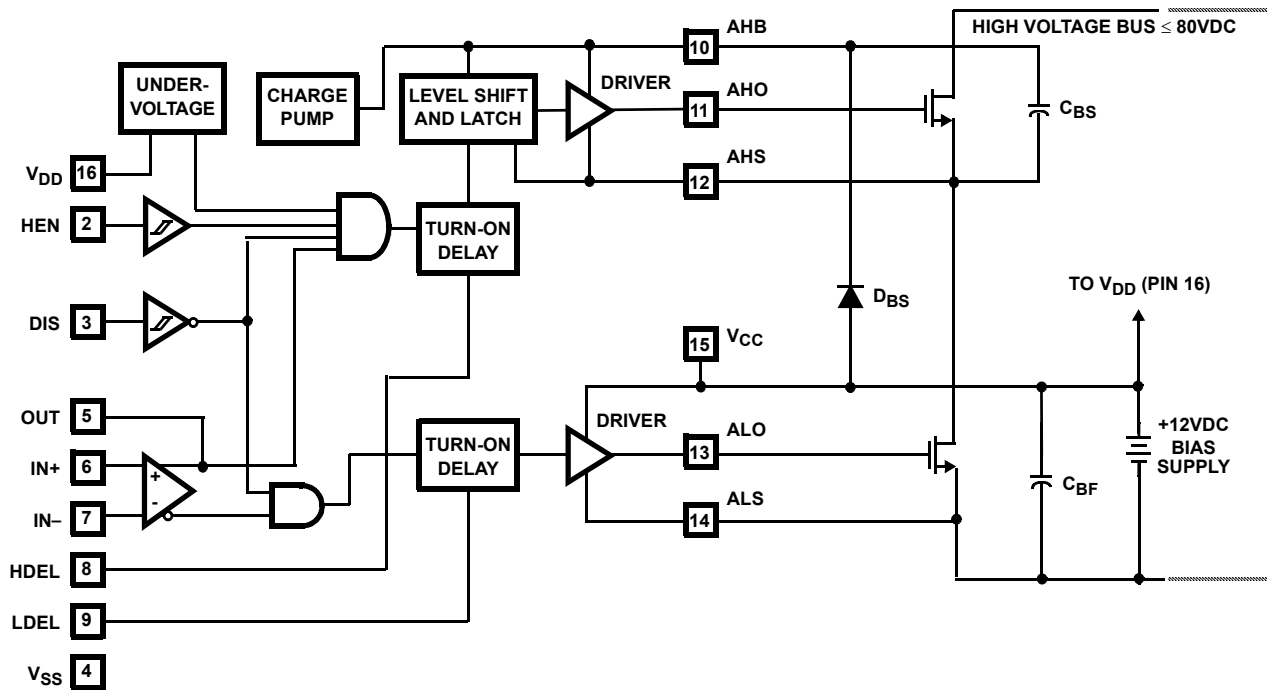 AHB
HIGH VOLTAGE BUS ≤ 80VDC
10
UNDER-
VOLTAGE
CHARGE
PUMP
LEVEL SHIFT
AND LATCH
DRIVER
AHO
11
CBS
AHS
12
VDD
16
HEN
2
TURN-ON
DELAY
DIS
3
DBS
TO VDD (PIN 16)
VCC
15
OUT
5
DRIVER
ALO
13
TURN-ON
DELAY
+12VDC
BIAS
SUPPLY
IN+
6
+
-
CBF
IN–
7
ALS
14
HDEL
8
LDEL
9
VSS
4